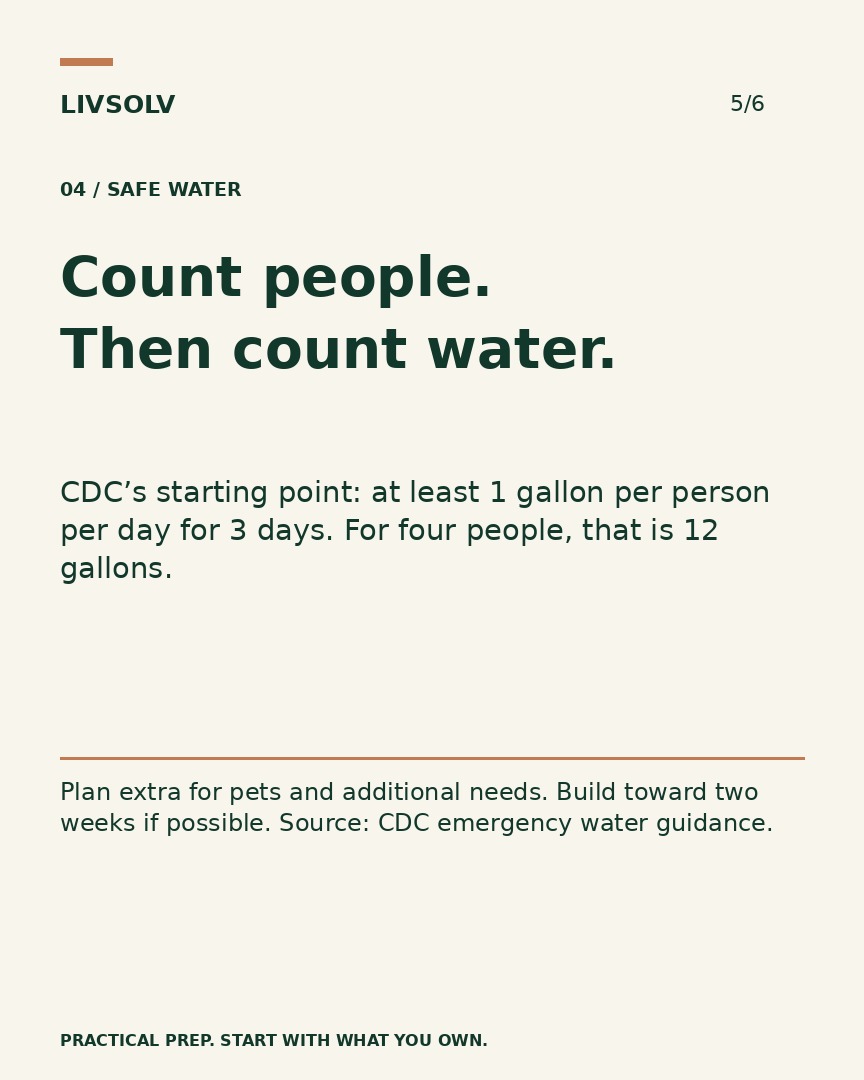 LIVSOLV
5/6
04 / SAFE WATER
Count people.
Then count water.
CDC’s starting point: at least 1 gallon per person
per day for 3 days. For four people, that is 12
gallons.
Plan extra for pets and additional needs. Build toward two
weeks if possible. Source: CDC emergency water guidance.
PRACTICAL PREP. START WITH WHAT YOU OWN.